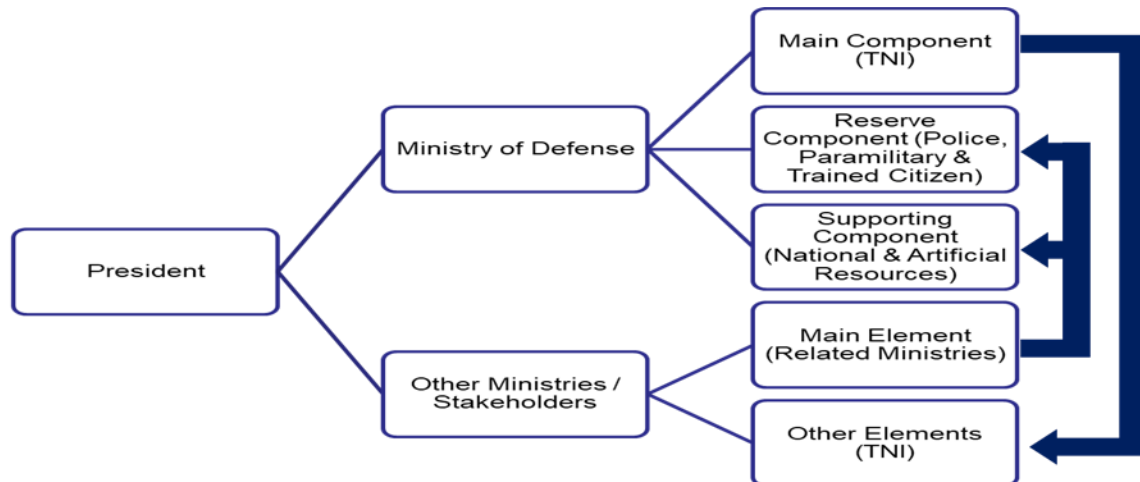 President
Ministry of Defense
Other Ministries /
Stakeholders
Main Component
(TNI)
Reserve
Component (Police,
Paramilitary &
Trained Citizen)
Supporting
Component
(National & Artificial
Resources)
Main Element
(Related Ministries)
Other Elements
(TNI)